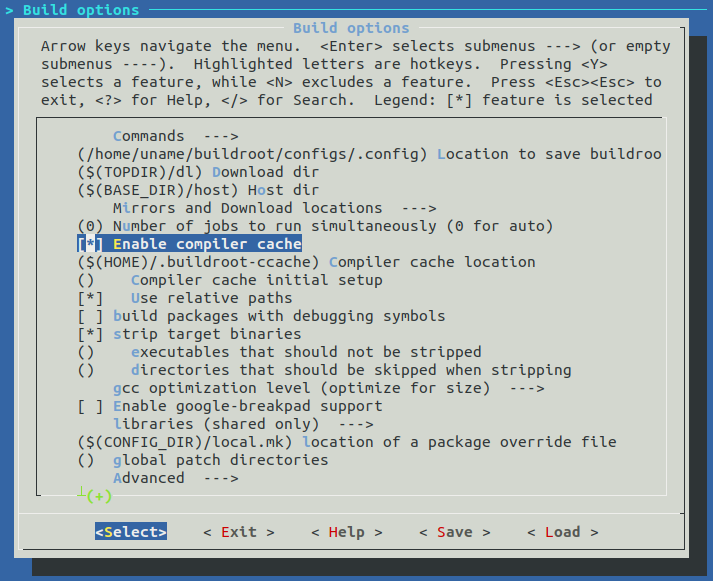 > Build options
Build options
Arrow keys navigate the menu.  <Enter> selects submenus ---> (or empty
submenus ----).  Highlighted letters are hotkeys.  Pressing <Y>
selects a feature, while <N> excludes a feature.  Press <Esc><Esc> to
exit, <?> for Help, </> for Search.  Legend: [*] feature is selected
Commands  --->
(/home/uname/buildroot/configs/.config) Location to save buildroo
($(TOPDIR)/dl) Download dir
($(BASE_DIR)/host) Host dir
Mirrors and Download locations  --->
(0) Number of jobs to run simultaneously (0 for auto)
[*] Enable compiler cache
($(HOME)/.buildroot-ccache) Compiler cache location
()    Compiler cache initial setup
[*]   Use relative paths
[ ] build packages with debugging symbols
[*] strip target binaries
()    executables that should not be stripped
()    directories that should be skipped when stripping
gcc optimization level (optimize for size)  --->
[ ] Enable google-breakpad support
libraries (shared only)  --->
($(CONFIG_DIR)/local.mk) location of a package override file
()  global patch directories
Advanced  --->
(+)
<Select>    < Exit >    < Help >    < Save >    < Load >